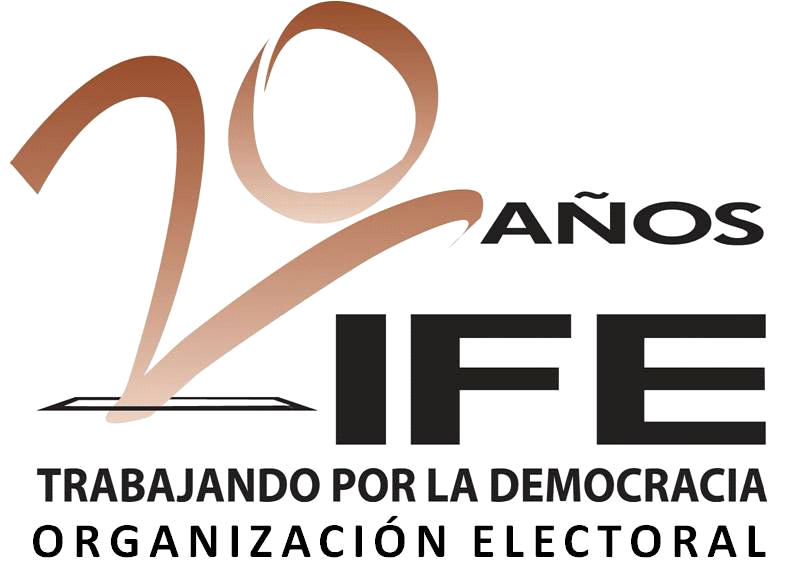 20 AÑOS
IFE
TRABAJANDO POR LA DEMOCRACIA
ORGANIZACIÓN ELECTORAL